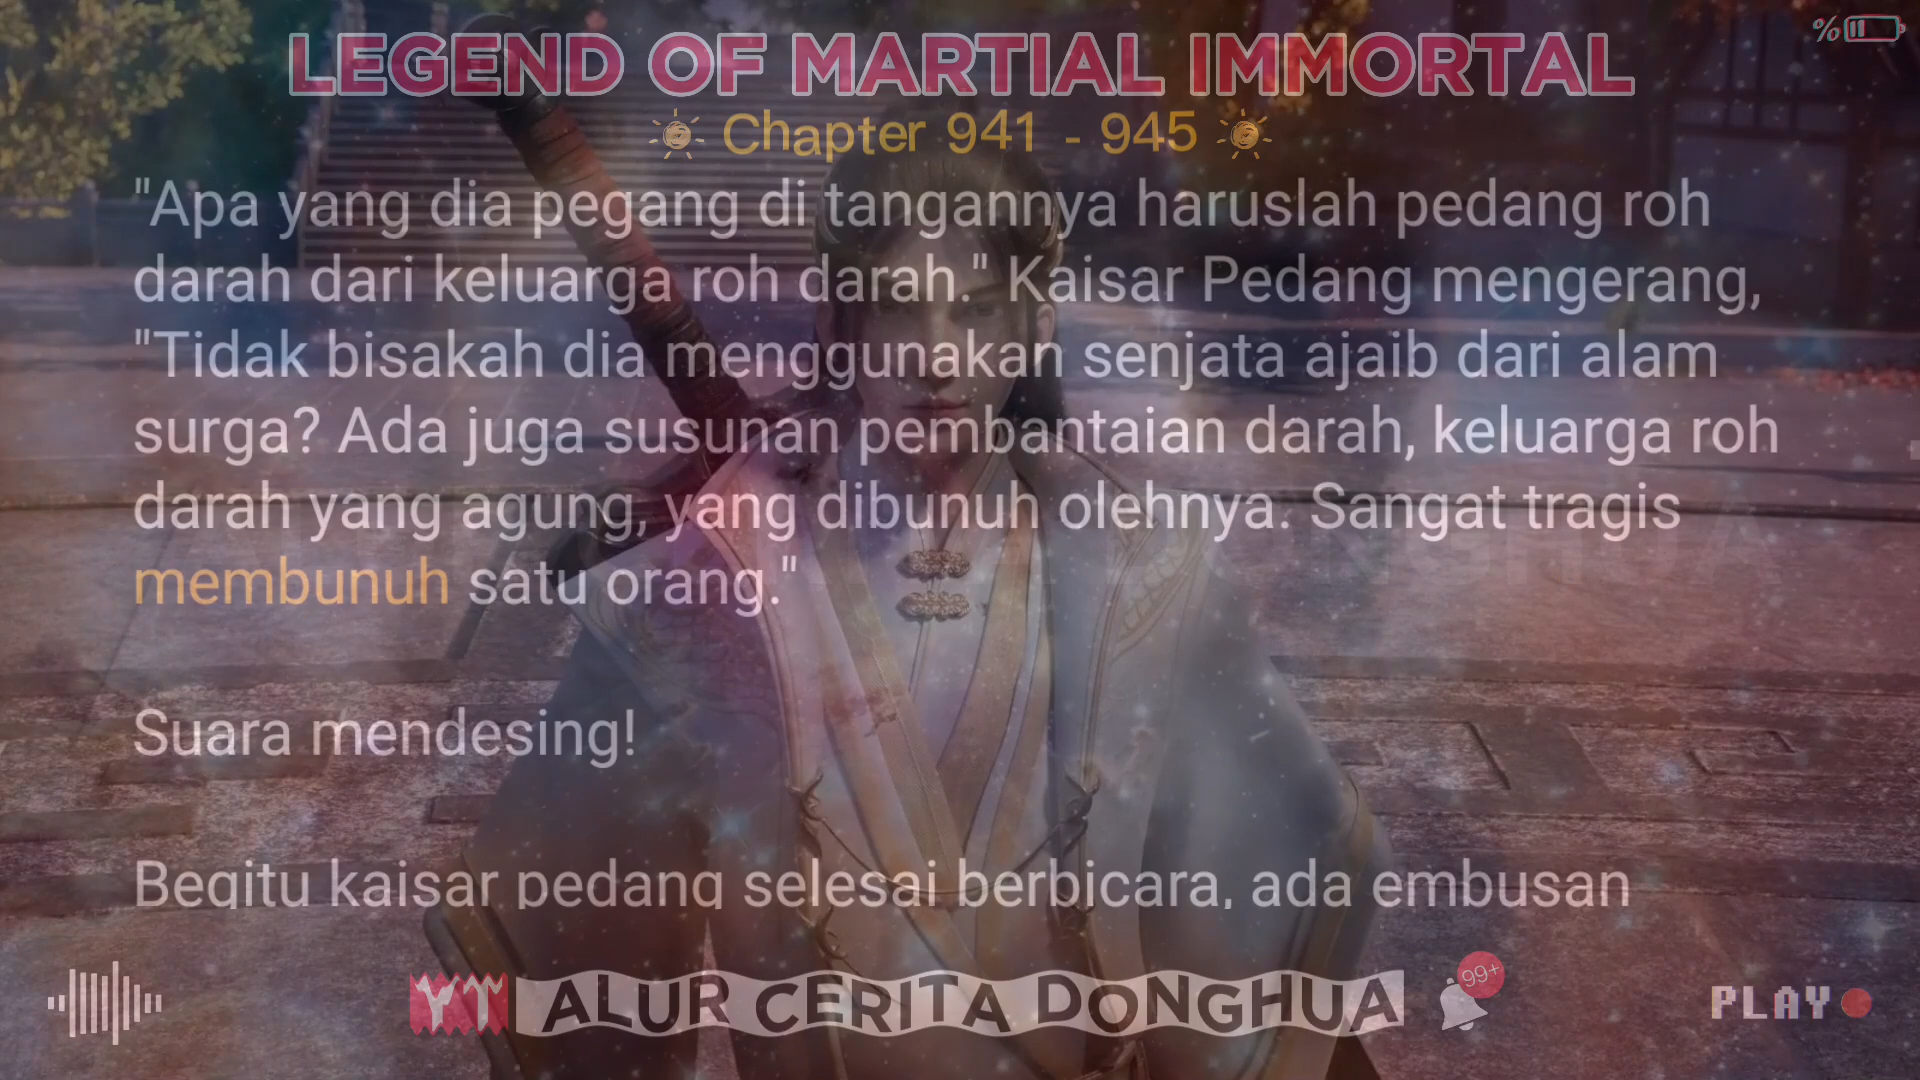 LEGEND OF MARTIAL IMMORTAL
%
Chapter 941 - 945
"Apa yang dia pegang di tangannya haruslah pedang roh
darah dari keluarga roh darah." Kaisar Pedang mengerang,
"Tidak bisakah dia menggunakan senjata ajaib dari alam
surga? Ada juga susunan pembantaian darah, keluarga roh
darah yang agung, yang dibunuh olehnya. Sangat tragis
membunuh satu orang."
Suara mendesing!
Begitu kaisar pedang selesai berbicara, ada embusan
YT ALUR CERITA DONGHUA
99+
PLAY